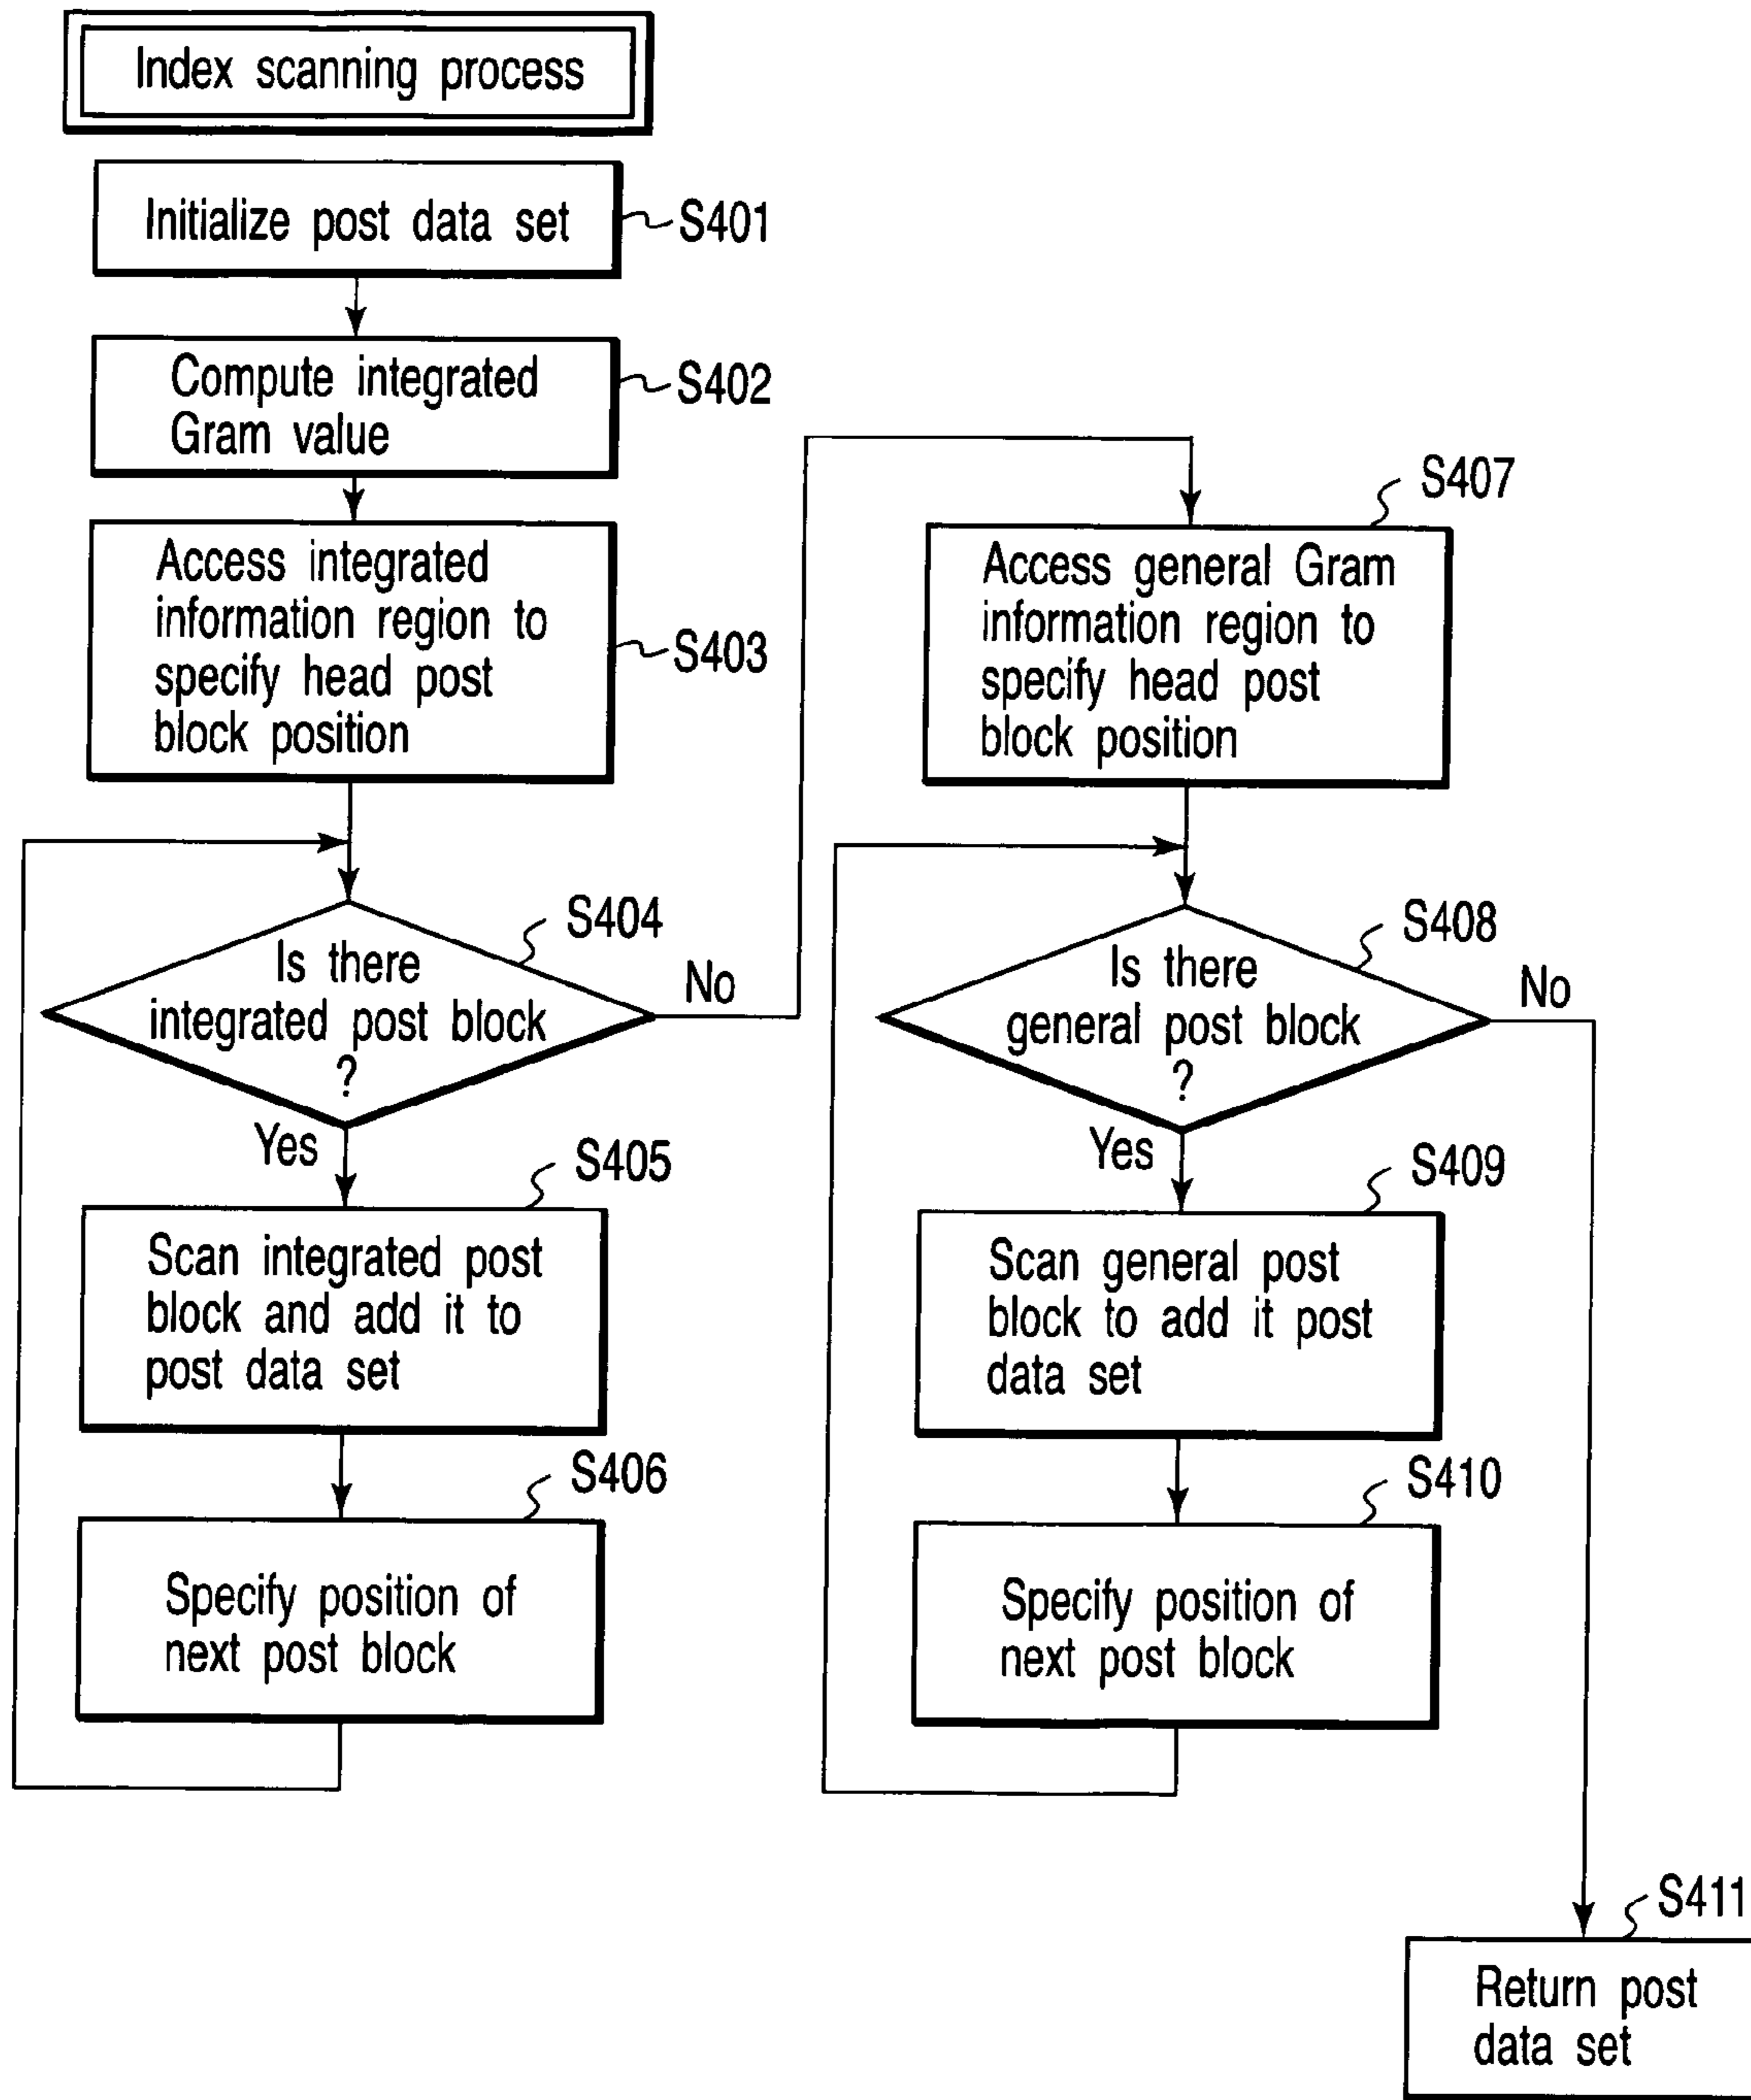 Index scanning process
Initialize post data set
S401
Compute integrated
Gram value
S402
Access integrated
information region to
specify head post
block position
S403
S404
Is there
integrated post block
?
No
Yes
S405
Scan integrated post
block and add it to
post data set
S406
Specify position of
next post block
S407
Access general Gram
information region to
specify head post
block position
S408
Is there
general post block
?
No
Yes
S409
Scan general post
block to add it post
data set
S410
Specify position of
next post block
S411
Return post
data set